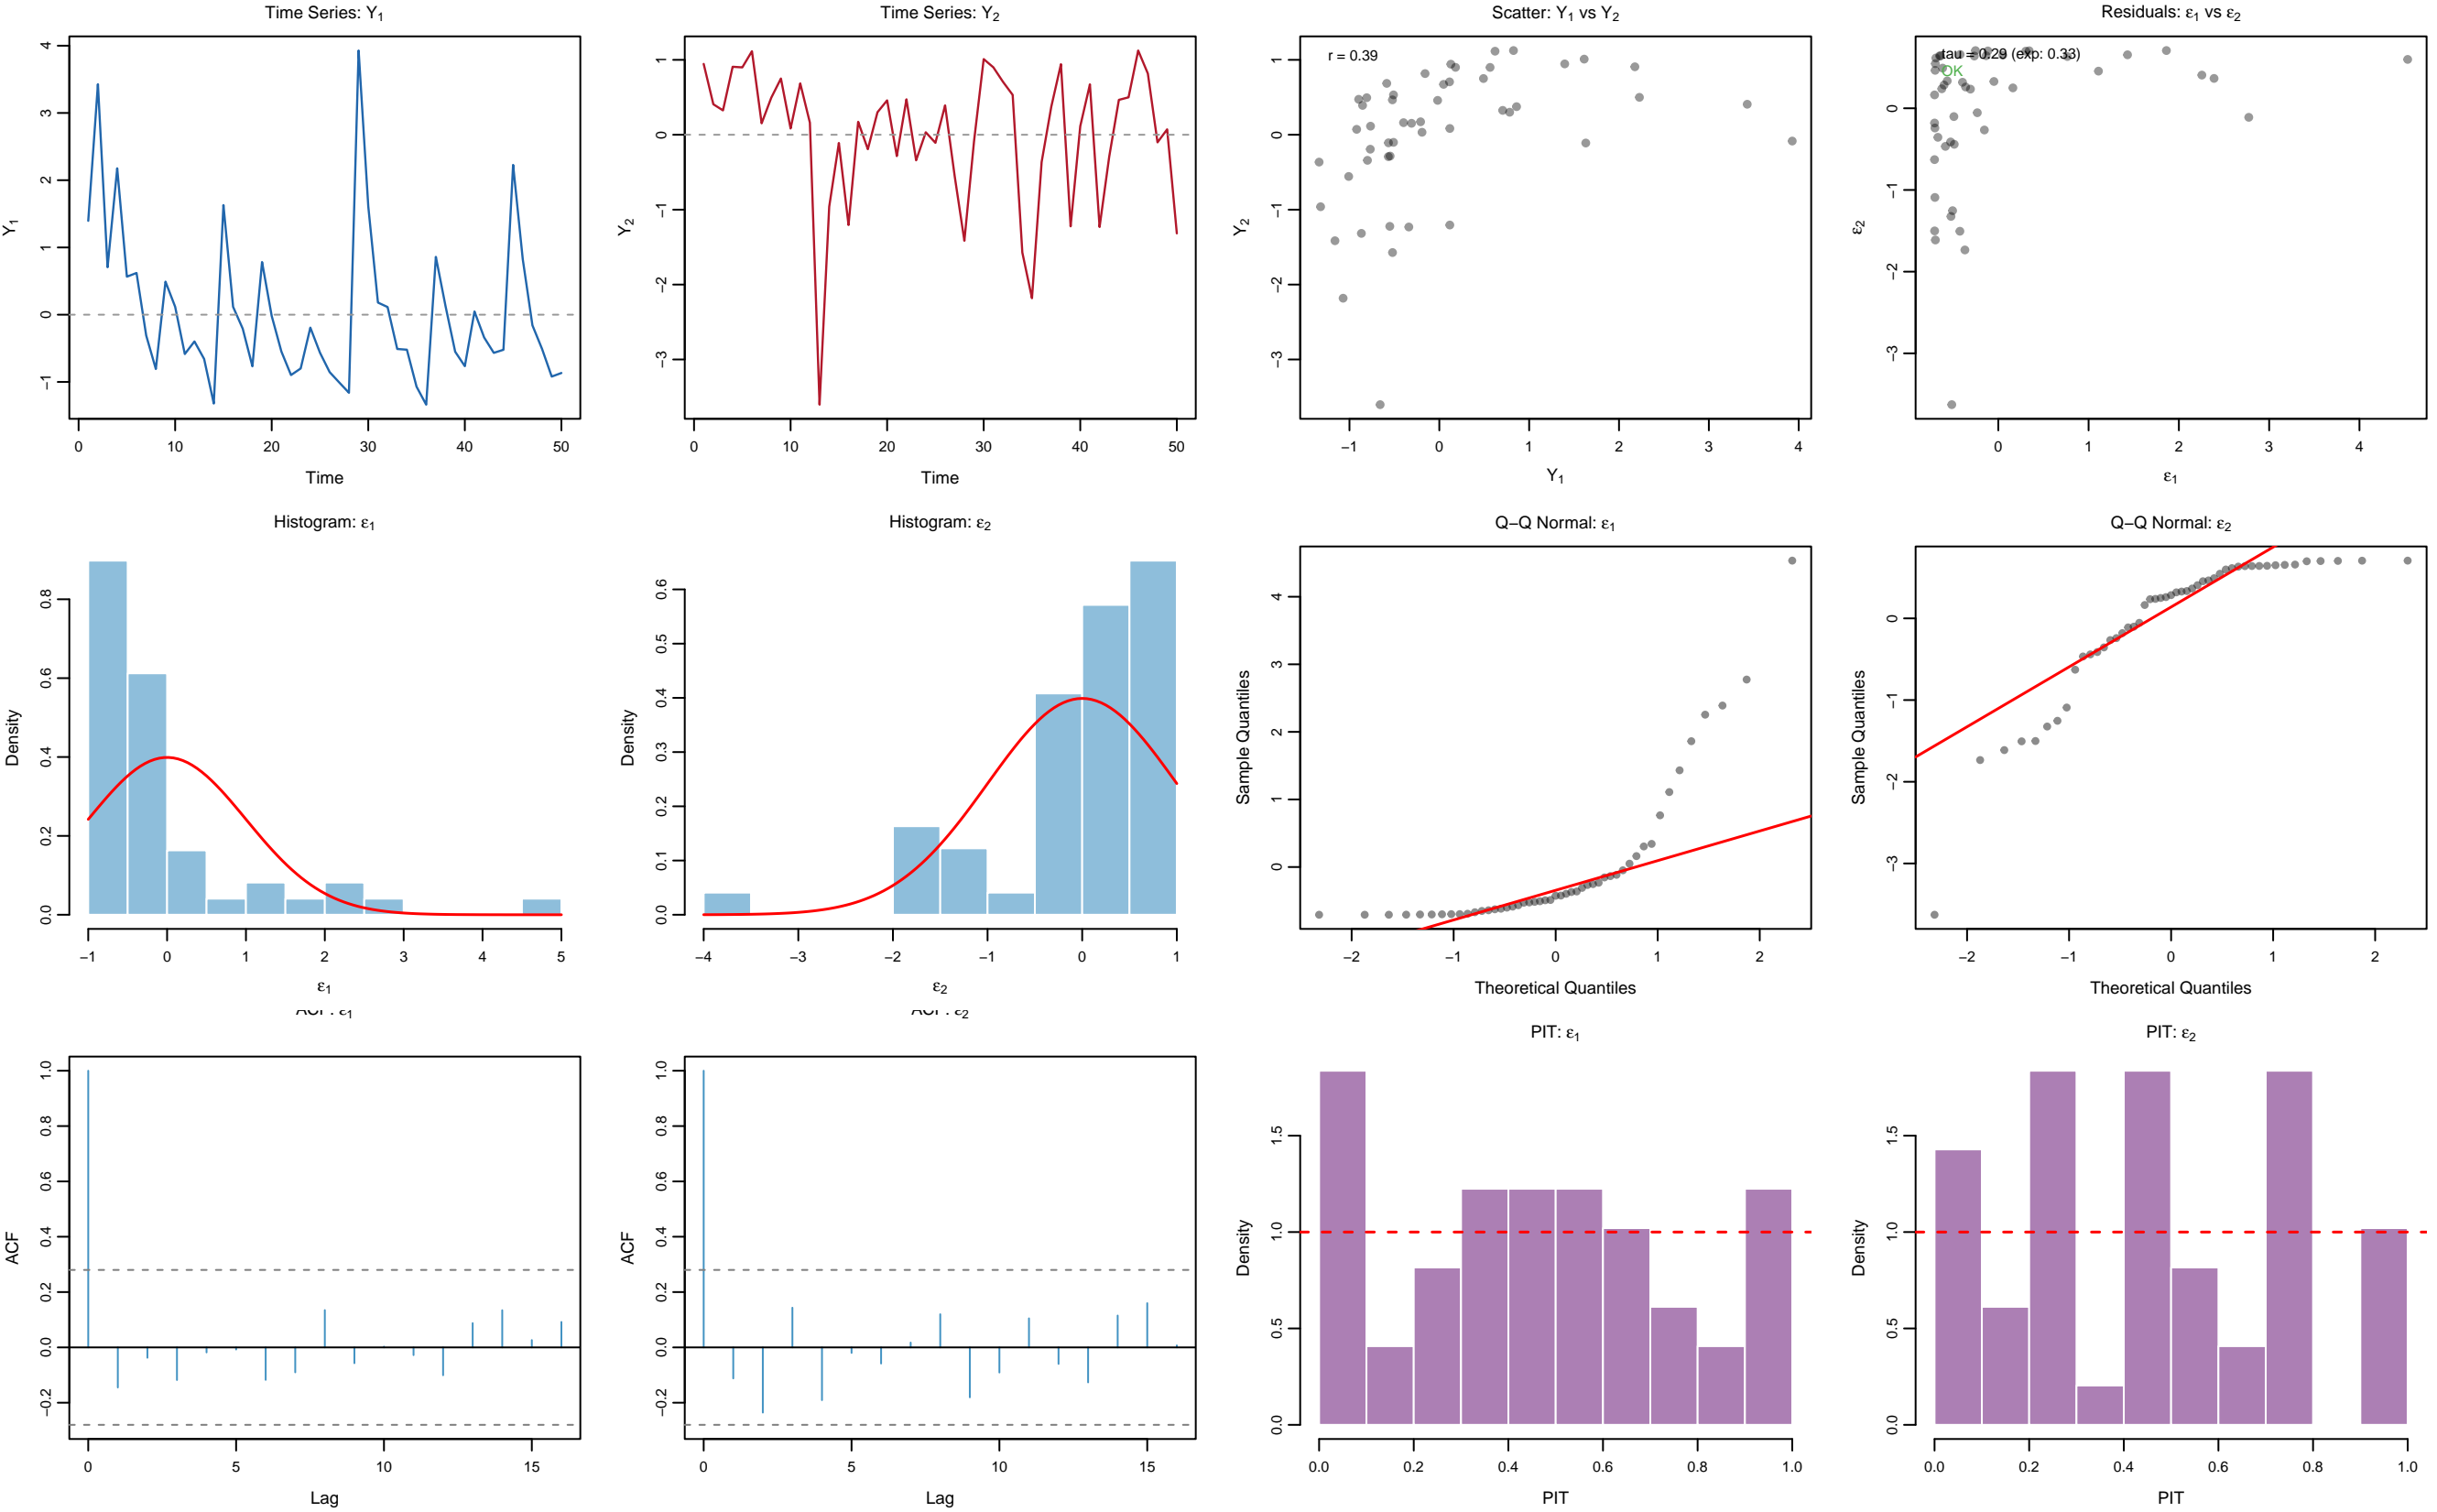 Time Series: Y1
Y1
4
3
2
1
0
−1
0 10 20 30 40 50
Time
Time Series: Y2
Y2
1
0
−1
−2
−3
0 10 20 30 40 50
Time
Scatter: Y1 vs Y2
r = 0.39
Y2
1
0
−1
−2
−3
−1 0 1 2 3 4
Y1
Residuals: ε1 vs ε2
tau = 0.29 (exp: 0.33)
OK
ε2
0
−1
−2
−3
0 1 2 3 4
ε1
Histogram: ε1
Density
0.8
0.6
0.4
0.2
0.0
−1 0 1 2 3 4 5
ε1
Histogram: ε2
Density
0.6
0.5
0.4
0.3
0.2
0.1
0.0
−4 −3 −2 −1 0 1
ε2
Q−Q Normal: ε1
Sample Quantiles
4
3
2
1
0
−2 −1 0 1 2
Theoretical Quantiles
Q−Q Normal: ε2
Sample Quantiles
0
−1
−2
−3
−2 −1 0 1 2
Theoretical Quantiles
ACF: ε1
ACF
1.0
0.8
0.6
0.4
0.2
0.0
−0.2
0 5 10 15
Lag
ACF: ε2
ACF
1.0
0.8
0.6
0.4
0.2
0.0
−0.2
0 5 10 15
Lag
PIT: ε1
Density
1.5
1.0
0.5
0.0
0.0 0.2 0.4 0.6 0.8 1.0
PIT
PIT: ε2
Density
1.5
1.0
0.5
0.0
0.0 0.2 0.4 0.6 0.8 1.0
PIT